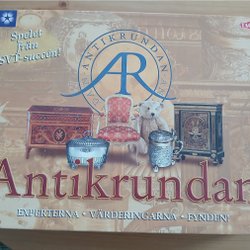 Spelet
från
SVT-succén!
ANTIKRUNDAN
AR
Antikrundan
EXPERTERNA • VÄRDERINGARNA • FYNDEN!